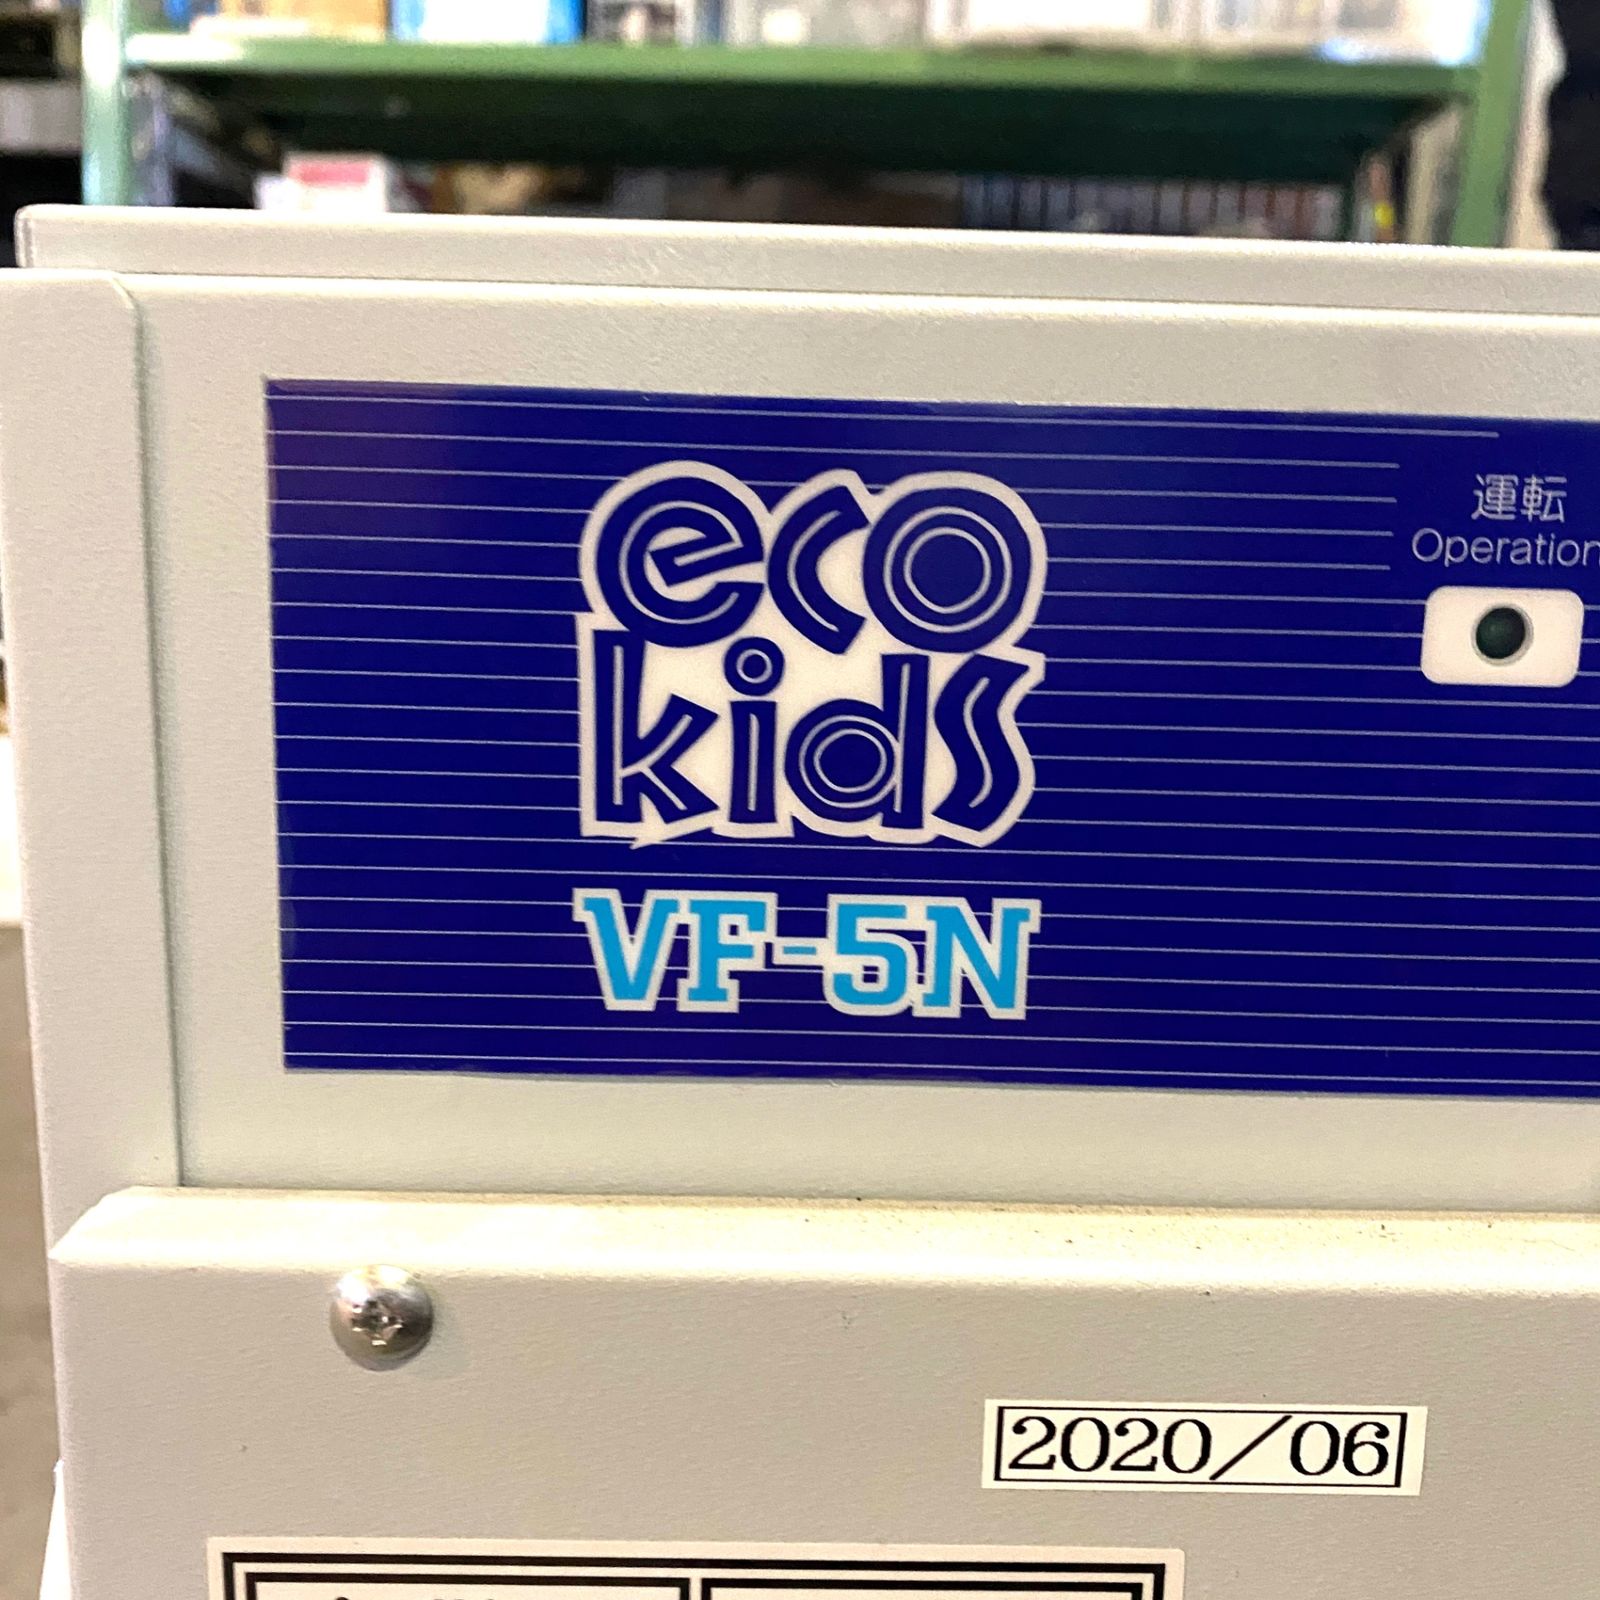 eco
kids
VF-5N
運転
Operation
2020/06